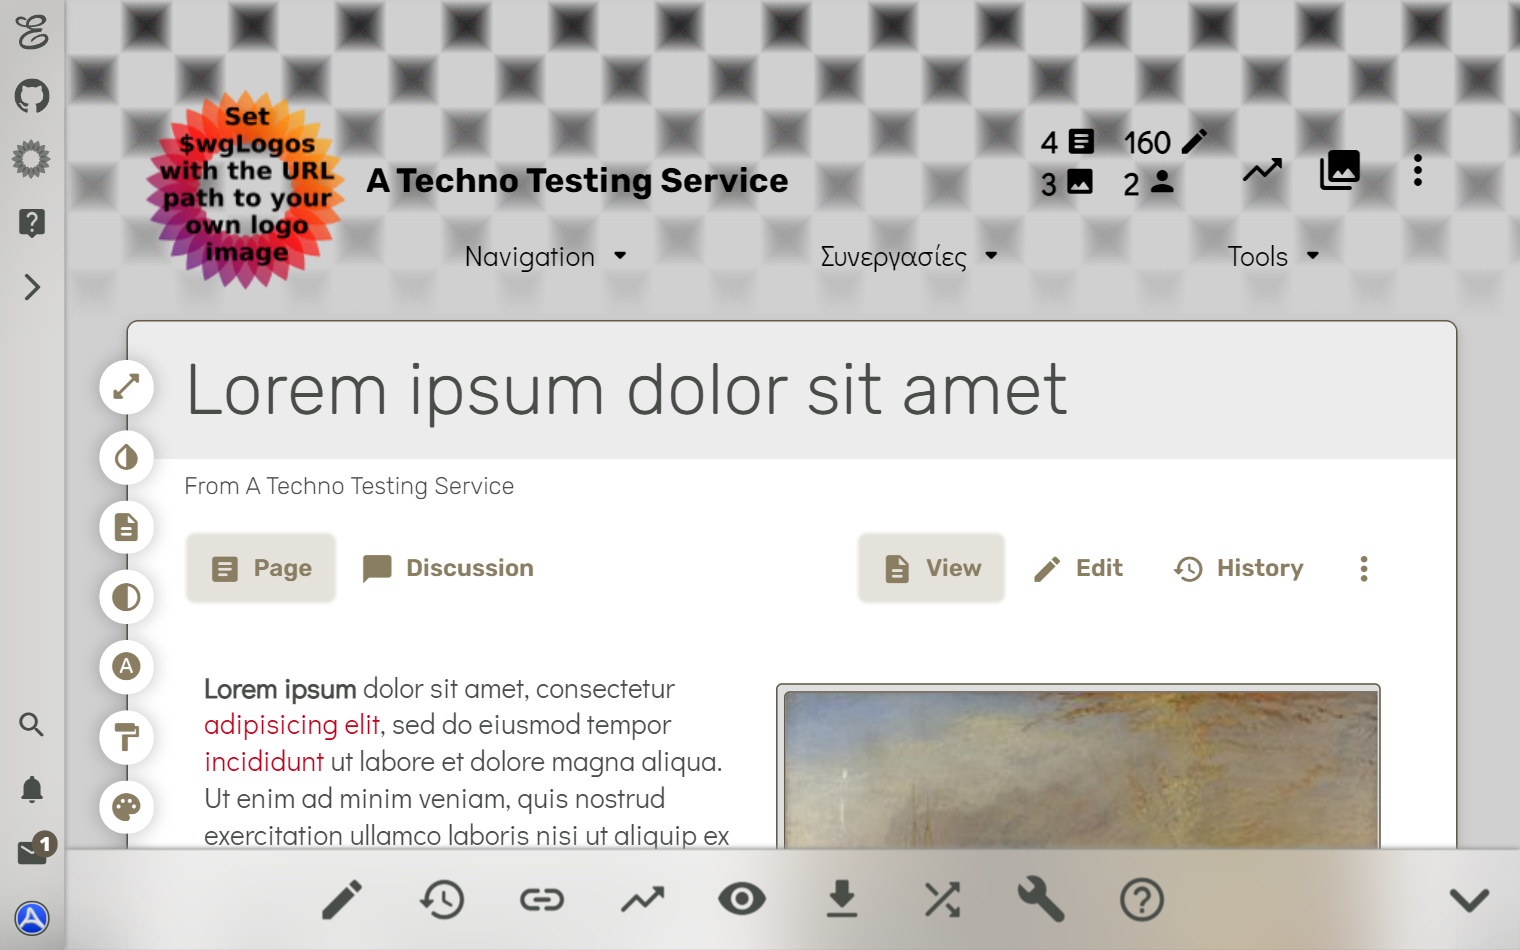 Set
$wgLogos
with the URL
path to your
own logo
image
A Techno Testing Service
4 160
3 2
Navigation Συνεργασίες Tools
Lorem ipsum dolor sit amet
From A Techno Testing Service
Page Discussion View Edit History
A
Lorem ipsum dolor sit amet, consectetur
adipisicing elit, sed do eiusmod tempor
incididunt ut labore et dolore magna aliqua.
Ut enim ad minim veniam, quis nostrud
exercitation ullamco laboris nisi ut aliquip ex
1